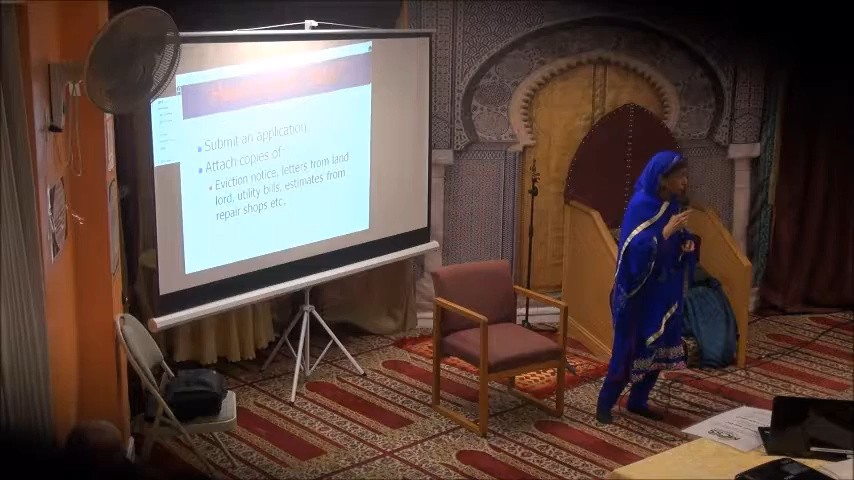 Submit an application.
Attach copies of-
Eviction notice, letters from land
lord, utility bills, estimates from
repair shops etc.